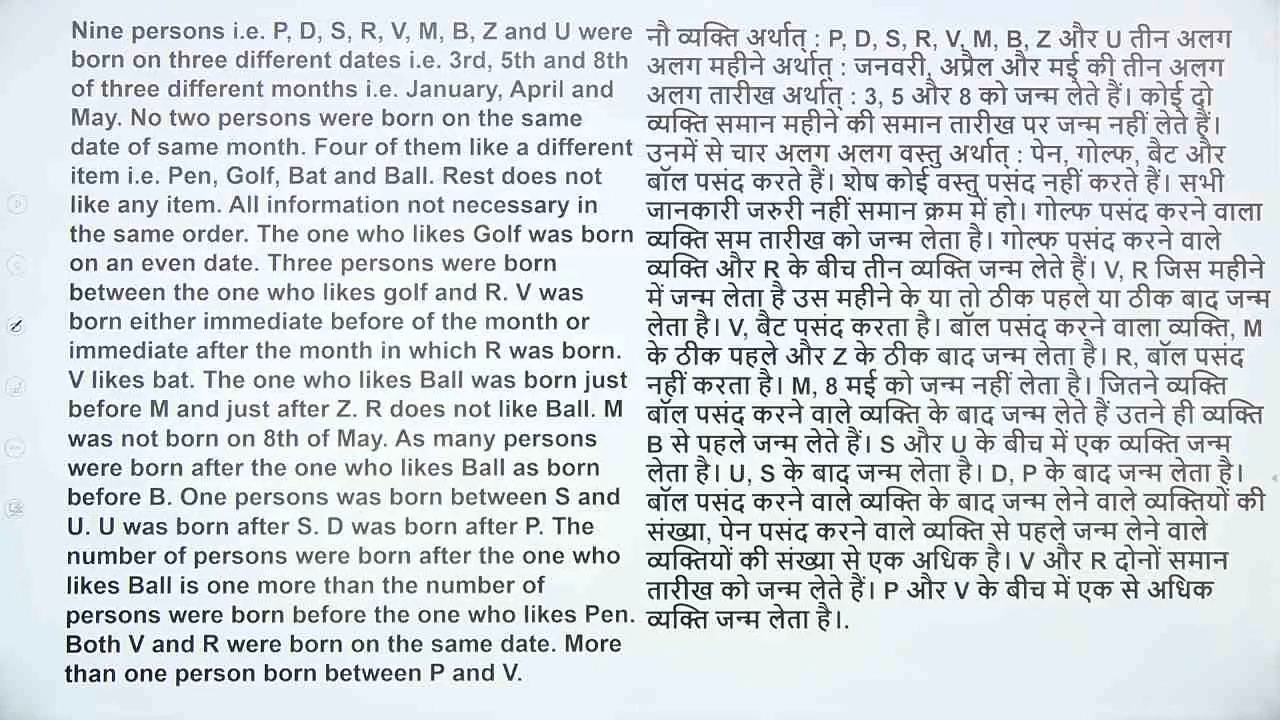 Nine persons i.e. P, D, S, R, V, M, B, Z and U were
born on three different dates i.e. 3rd, 5th and 8th
of three different months i.e. January, April and
May. No two persons were born on the same
date of same month. Four of them like a different
item i.e. Pen, Golf, Bat and Ball. Rest does not
like any item. All information not necessary in
the same order. The one who likes Golf was born
on an even date. Three persons were born
between the one who likes golf and R. V was
born either immediate before of the month or
immediate after the month in which R was born.
V likes bat. The one who likes Ball was born just
before M and just after Z. R does not like Ball. M
was not born on 8th of May. As many persons
were born after the one who likes Ball as born
before B. One persons was born between S and
U. U was born after S. D was born after P. The
number of persons were born after the one who
likes Ball is one more than the number of
persons were born before the one who likes Pen.
Both V and R were born on the same date. More
than one person born between P and V.
नौ व्यक्ति अर्थात् : P, D, S, R, V, M, B, Z और U तीन अलग
अलग महीने अर्थात् : जनवरी, अप्रैल और मई की तीन अलग
अलग तारीख अर्थात् : 3, 5 और 8 को जन्म लेते हैं। कोई दो
व्यक्ति समान महीने की समान तारीख पर जन्म नहीं लेते हैं।
उनमें से चार अलग अलग वस्तु अर्थात् : पेन, गोल्फ, बैट और
बॉल पसंद करते हैं। शेष कोई वस्तु पसंद नहीं करते हैं। सभी
जानकारी जरुरी नहीं समान क्रम में हो। गोल्फ पसंद करने वाला
व्यक्ति सम तारीख को जन्म लेता है। गोल्फ पसंद करने वाले
व्यक्ति और R के बीच तीन व्यक्ति जन्म लेते हैं। V, R जिस महीने
में जन्म लेता है उस महीने के या तो ठीक पहले या ठीक बाद जन्म
लेता है। V, बैट पसंद करता है। बॉल पसंद करने वाला व्यक्ति, M
के ठीक पहले और Z के ठीक बाद जन्म लेता है। R, बॉल पसंद
नहीं करता है। M, 8 मई को जन्म नहीं लेता है। जितने व्यक्ति
बॉल पसंद करने वाले व्यक्ति के बाद जन्म लेते हैं उतने ही व्यक्ति
B से पहले जन्म लेते हैं। S और U के बीच में एक व्यक्ति जन्म
लेता है। U, S के बाद जन्म लेता है। D, P के बाद जन्म लेता है।
बॉल पसंद करने वाले व्यक्ति के बाद जन्म लेने वाले व्यक्तियों की
संख्या, पेन पसंद करने वाले व्यक्ति से पहले जन्म लेने वाले
व्यक्तियों की संख्या से एक अधिक है। V और R दोनों समान
तारीख को जन्म लेते हैं। P और V के बीच में एक से अधिक
व्यक्ति जन्म लेता है।.